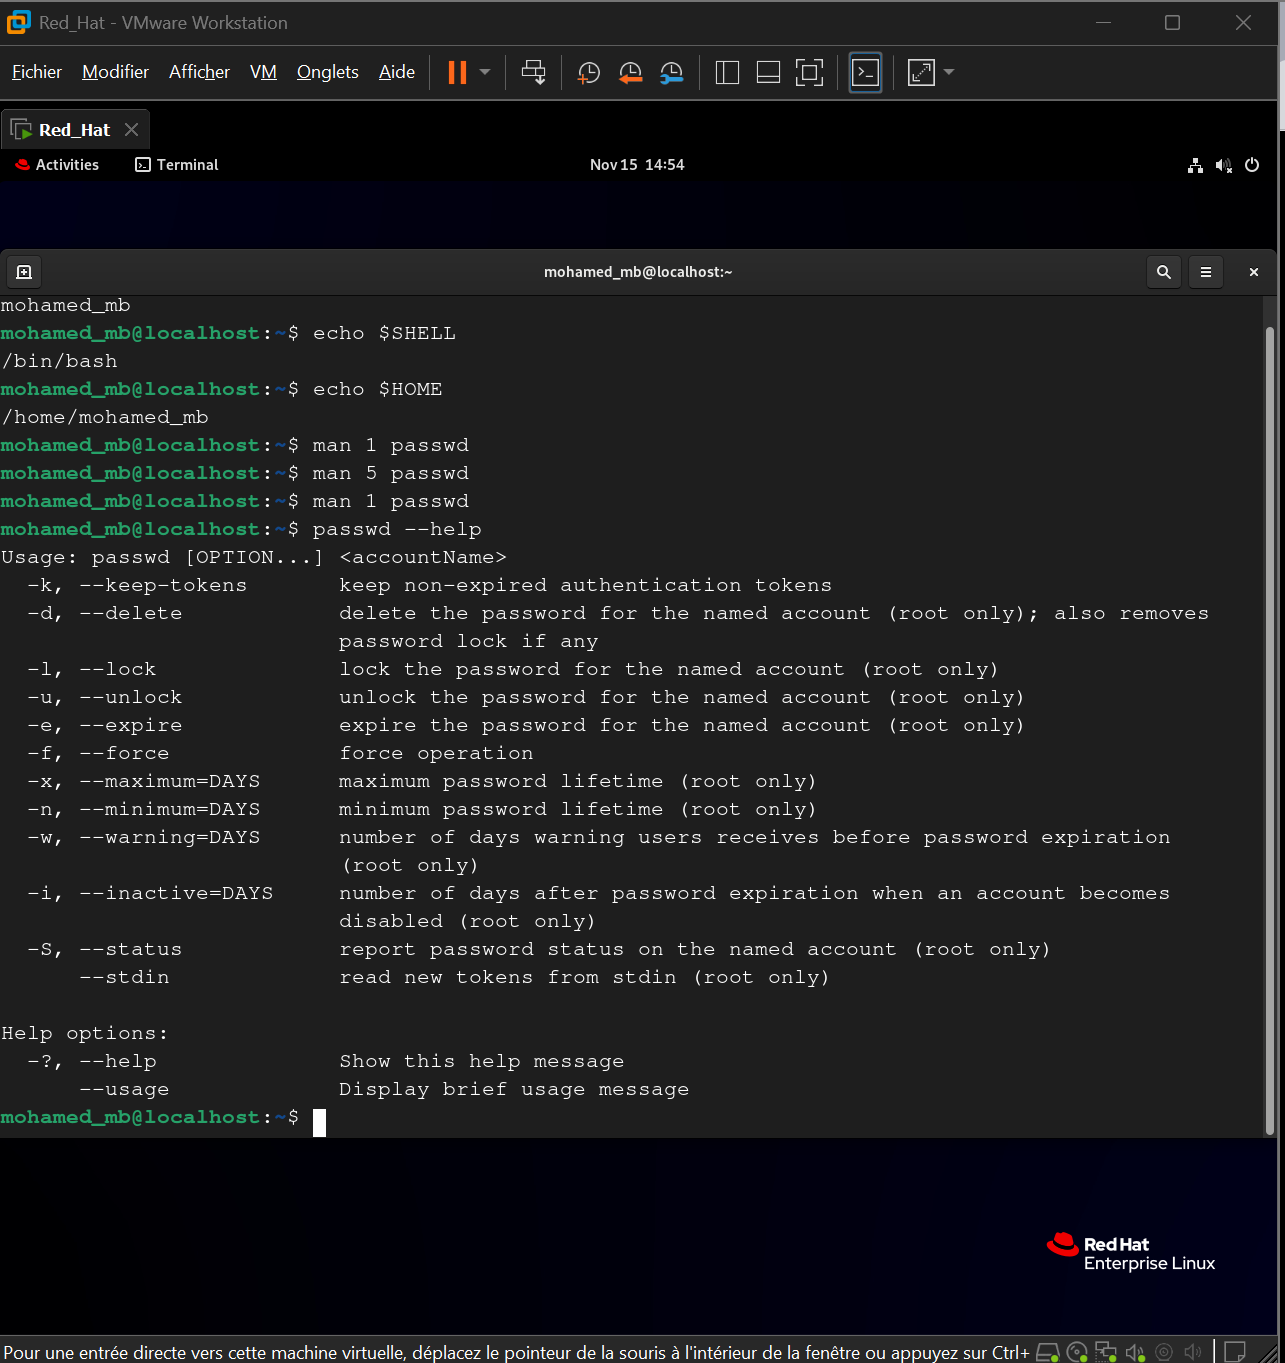 Red_Hat - VMware Workstation
Fichier Modifier Afficher VM Onglets Aide
Red_Hat
Activities Terminal Nov 15 14:54
mohamed_mb@localhost:~
mohamed_mb
mohamed_mb@localhost:~$ echo $SHELL
/bin/bash
mohamed_mb@localhost:~$ echo $HOME
/home/mohamed_mb
mohamed_mb@localhost:~$ man 1 passwd
mohamed_mb@localhost:~$ man 5 passwd
mohamed_mb@localhost:~$ man 1 passwd
mohamed_mb@localhost:~$ passwd --help
Usage: passwd [OPTION...] <accountName>
-k, --keep-tokens keep non-expired authentication tokens
-d, --delete delete the password for the named account (root only); also removes
password lock if any
-l, --lock lock the password for the named account (root only)
-u, --unlock unlock the password for the named account (root only)
-e, --expire expire the password for the named account (root only)
-f, --force force operation
-x, --maximum=DAYS maximum password lifetime (root only)
-n, --minimum=DAYS minimum password lifetime (root only)
-w, --warning=DAYS number of days warning users receives before password expiration
(root only)
-i, --inactive=DAYS number of days after password expiration when an account becomes
disabled (root only)
-S, --status report password status on the named account (root only)
--stdin read new tokens from stdin (root only)
Help options:
-?, --help Show this help message
--usage Display brief usage message
mohamed_mb@localhost:~$
Red Hat
Enterprise Linux
Pour une entrée directe vers cette machine virtuelle, déplacez le pointeur de la souris à l'intérieur de la fenêtre ou appuyez sur Ctrl+